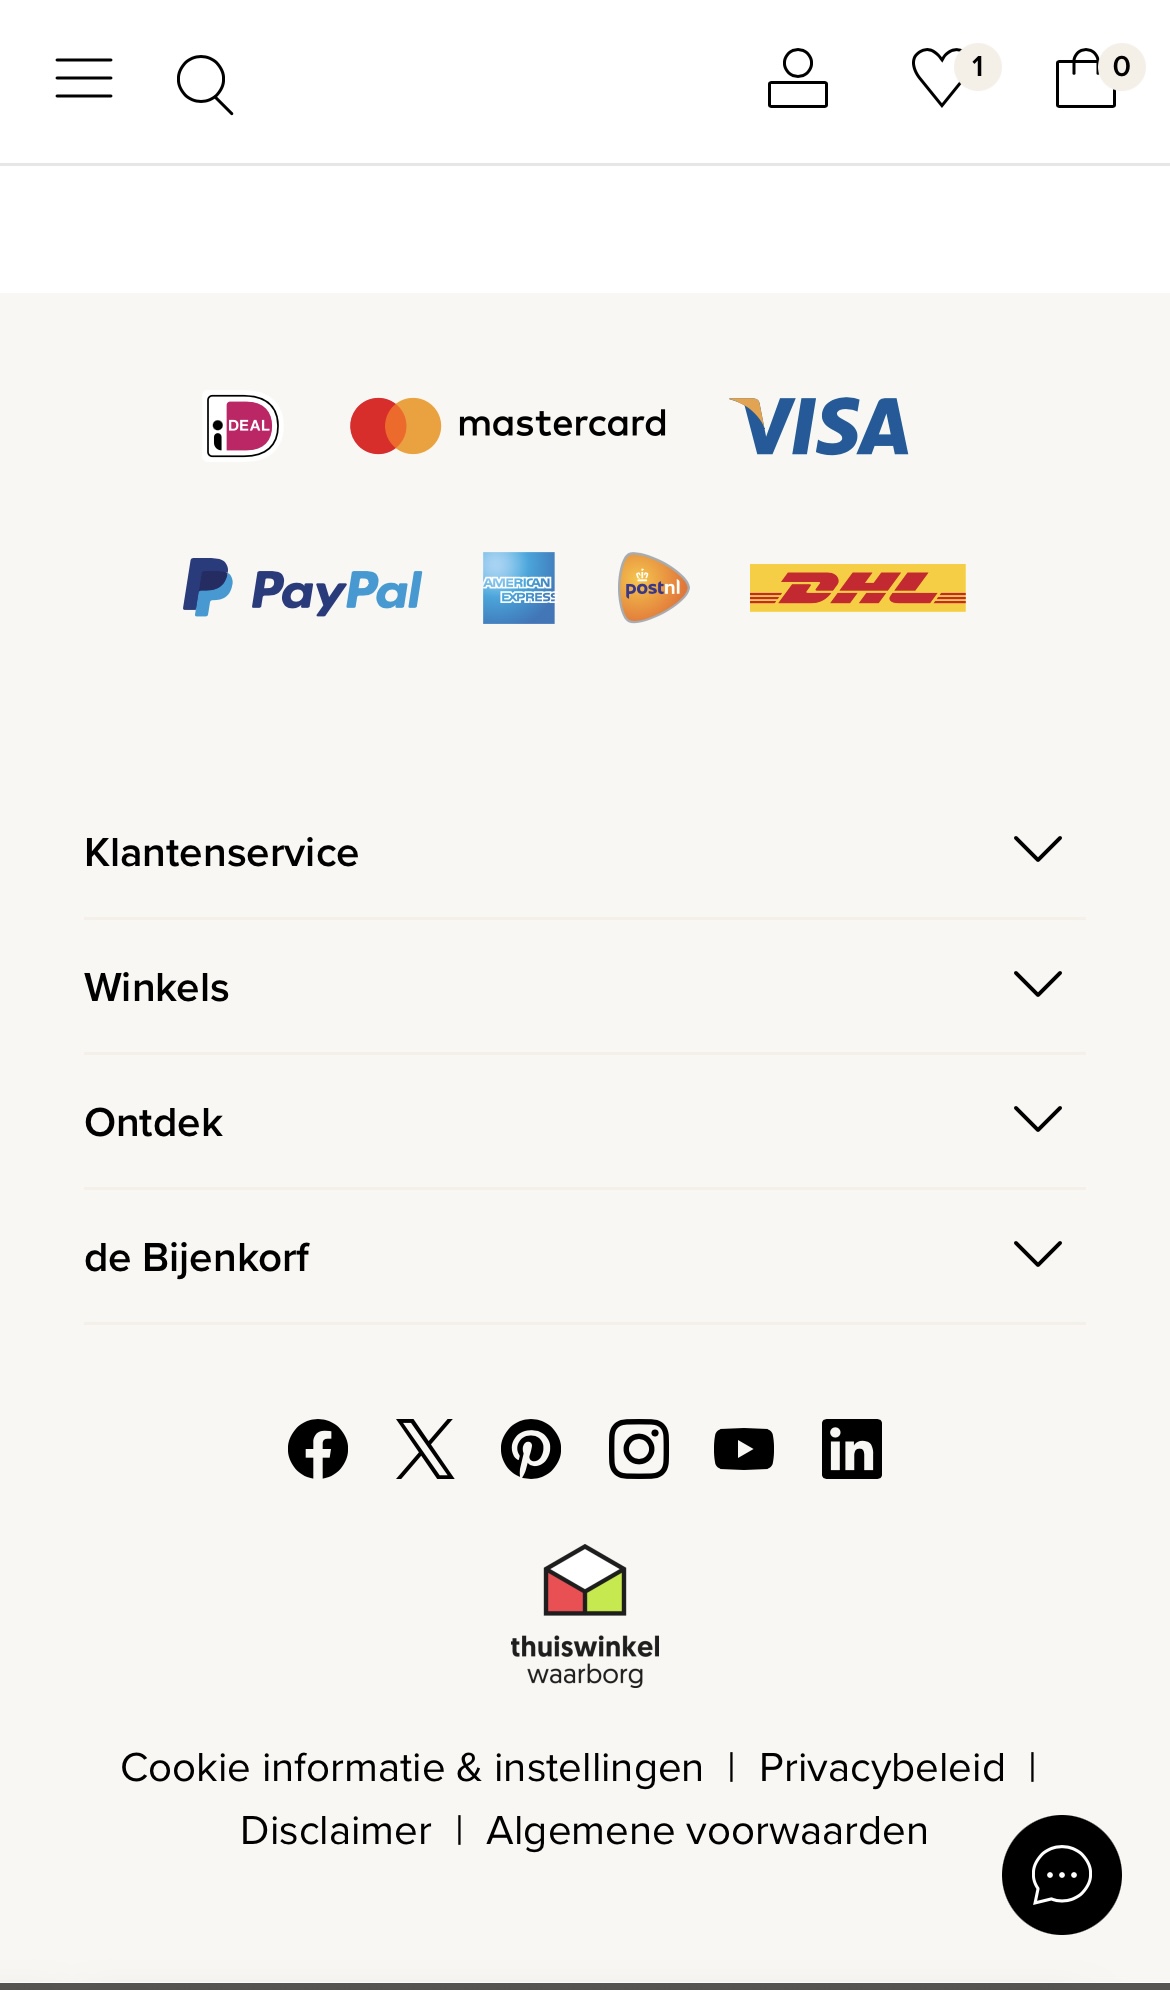 1
0
iDEAL
mastercard
VISA
PayPal
AMERICAN
EXPRESS
postnl
DHL
Klantenservice
Winkels
Ontdek
de Bijenkorf
thuiswinkel
waarborg
Cookie informatie & instellingen | Privacybeleid |
Disclaimer | Algemene voorwaarden